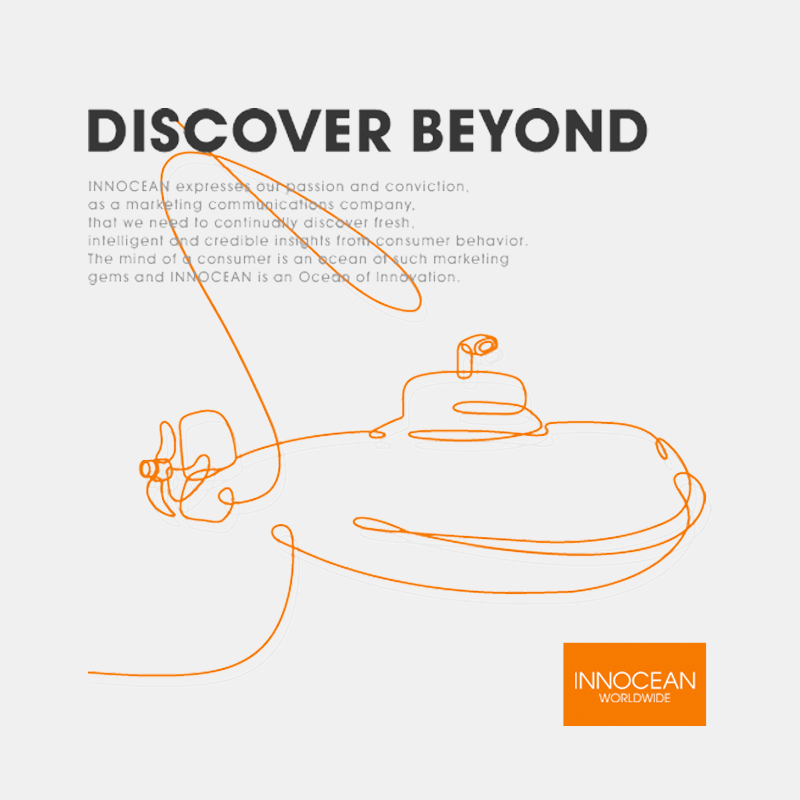 DISCOVER BEYOND
INNOCEAN expresses our passion and conviction,
as a marketing communications company,
that we need to continually discover fresh,
intelligent and credible insights from consumer behavior.
The mind of a consumer is an ocean of such marketing
gems and INNOCEAN is an Ocean of Innovation.
INNOCEAN
WORLDWIDE